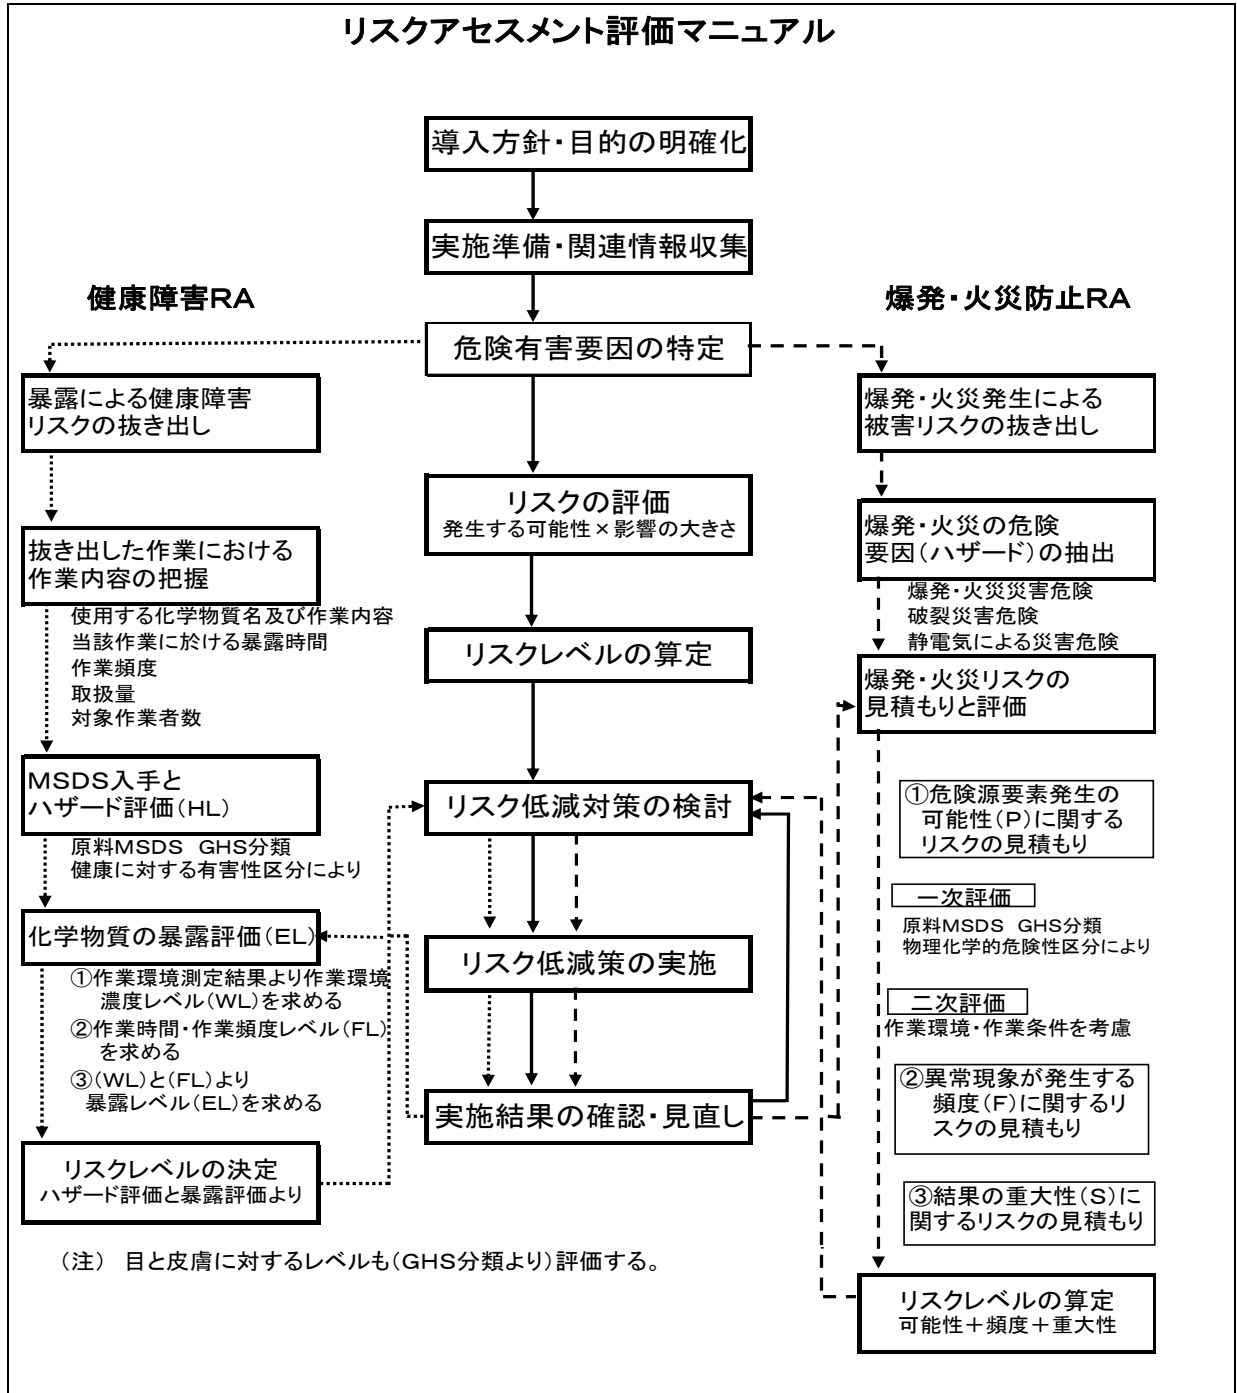 リスクアセスメント評価マニュアル
導入方針・目的の明確化
実施準備・関連情報収集
危険有害要因の特定
リスクの評価
発生する可能性×影響の大きさ
リスクレベルの算定
リスク低減対策の検討
リスク低減策の実施
実施結果の確認・見直し
健康障害RA
暴露による健康障害
リスクの抜き出し
抜き出した作業における
作業内容の把握
使用する化学物質名及び作業内容
当該作業に於ける暴露時間
作業頻度
取扱量
対象作業者数
MSDS入手と
ハザード評価(HL)
原料MSDS GHS分類
健康に対する有害性区分により
化学物質の暴露評価(EL)
①作業環境測定結果より作業環境
濃度レベル(WL)を求める
②作業時間・作業頻度レベル(FL)
を求める
③(WL)と(FL)より
暴露レベル(EL)を求める
リスクレベルの決定
ハザード評価と暴露評価より
爆発・火災防止RA
爆発・火災発生による
被害リスクの抜き出し
爆発・火災の危険
要因(ハザード)の抽出
爆発・火災災害危険
破裂災害危険
静電気による災害危険
爆発・火災リスクの
見積もりと評価
①危険源要素発生の
可能性(P)に関する
リスクの見積もり
一次評価
原料MSDS GHS分類
物理化学的危険性区分により
二次評価
作業環境・作業条件を考慮
②異常現象が発生する
頻度(F)に関するリ
スクの見積もり
③結果の重大性(S)に
関するリスクの見積もり
リスクレベルの算定
可能性+頻度+重大性
(注) 目と皮膚に対するレベルも(GHS分類より)評価する。